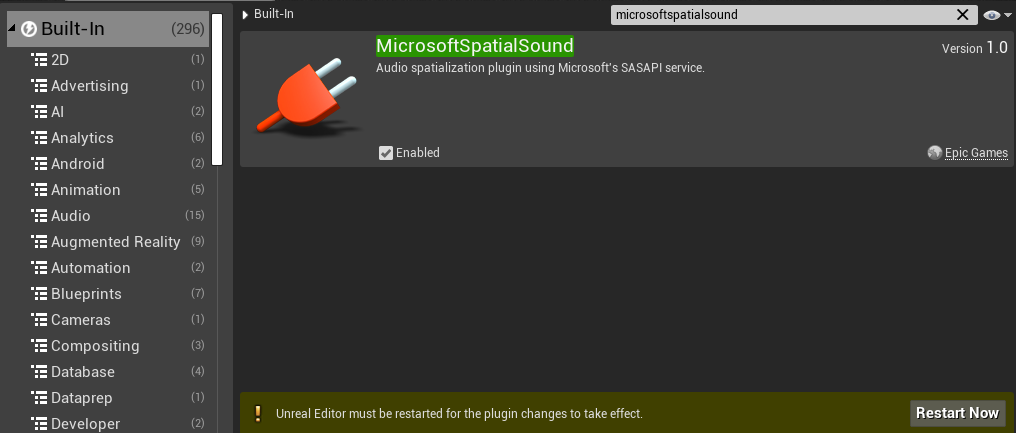 Built-In (296)
2D (1)
Advertising (1)
AI (2)
Analytics (6)
Android (2)
Animation (5)
Audio (15)
Augmented Reality (9)
Automation (2)
Blueprints (7)
Cameras (1)
Compositing (3)
Database (4)
Dataprep (1)
Developer (2)
Built-In
microsoftspatialsound
MicrosoftSpatialSound
Version 1.0
Audio spatialization plugin using Microsoft's SASAPI service.
Enabled
Epic Games
Unreal Editor must be restarted for the plugin changes to take effect.
Restart Now